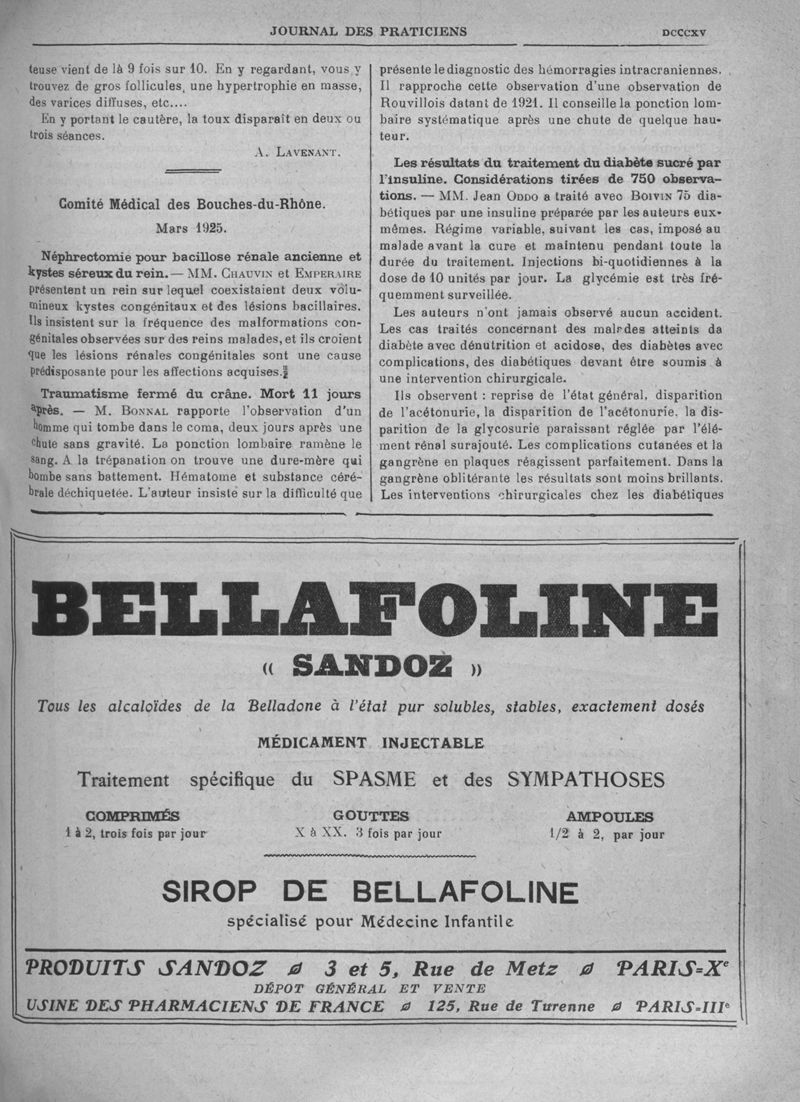 JOURNAL DES PRATICIENS
DCCCXV
teuse vient de là 9 fois sur 10. En y regardant, vous y
trouvez de gros follicules, une hypertrophie en masse,
des varices diffuses, etc....
En y portant le cautère, la toux disparaît en deux ou
trois séances.
A. LAVENANT.
Comité Médical des Bouches-du-Rhône.
Mars 1925.
Néphrectomie pour bacillose rénale ancienne et
kystes séreux du rein. — MM. CHAUVIN et EMPERAIRE
présentent un rein sur lequel coexistaient deux volu-
mineux kystes congénitaux et des lésions bacillaires.
Ils insistent sur la fréquence des malformations con-
génitales observées sur des reins malades, et ils croient
que les lésions rénales congénitales sont une cause
prédisposante pour les affections acquises.
Traumatisme fermé du crâne. Mort 11 jours
après. — M. BONNAL rapporte l'observation d'un
homme qui tombe dans le coma, deux jours après une
chute sans gravité. La ponction lombaire ramène le
sang. A la trépanation on trouve une dure-mère qui
bombe sans battement. Hématome et substance céré-
brale déchiquetée. L'auteur insiste sur la difficulté que
présente le diagnostic des hémorragies intracraniennes.
Il rapproche cette observation d'une observation de
Rouvillois datant de 1921. Il conseille la ponction lom-
baire systématique après une chute de quelque hau-
teur.
Les résultats du traitement du diabète sucré par
l'insuline. Considérations tirées de 750 observa-
tions. — MM. Jean ODDO a traité avec BOIVIN 75 dia-
bétiques par une insuline préparée par les auteurs eux-
mêmes. Régime variable, suivant les cas, imposé au
malade avant la cure et maintenu pendant toute la
durée du traitement. Injections bi-quotidiennes à la
dose de 10 unités par jour. La glycémie est très fré-
quemment surveillée.
Les auteurs n'ont jamais observé aucun accident.
Les cas traités concernant des malades atteints da
diabète avec dénutrition et acidose, des diabètes avec
complications, des diabétiques devant être soumis à
une intervention chirurgicale.
Ils observent : reprise de l'état général, disparition
de l'acétonurie, la disparition de l'acétonurie, la dis-
parition de la glycosurie paraissant réglée par l'élé-
ment rénal surajouté. Les complications cutanées et la
gangrène en plaques réagissent parfaitement. Dans la
gangrène oblitérante les résultats sont moins brillants.
Les interventions chirurgicales chez les diabétiques
BELLAFOLINE
« SANDOZ »
Tous les alcaloïdes de la Belladone à l'état pur solubles, stables, exactement dosés
MÉDICAMENT INJECTABLE
Traitement spécifique du SPASME et des SYMPATHOSES
COMPRIMÉS GOUTTES AMPOULES
1 à 2, trois fois par jour X à XX. 3 fois par jour 1/2 à 2, par jour
SIROP DE BELLAFOLINE
spécialisé pour Médecine Infantile
PRODUITS SANDOZ ø 3 et 5, Rue de Metz ø PARIS=Xe
DÉPOT GÉNÉRAL ET VENTE
USINE DES PHARMACIENS DE FRANCE ø 125, Rue de Turenne ø PARIS=IIIe